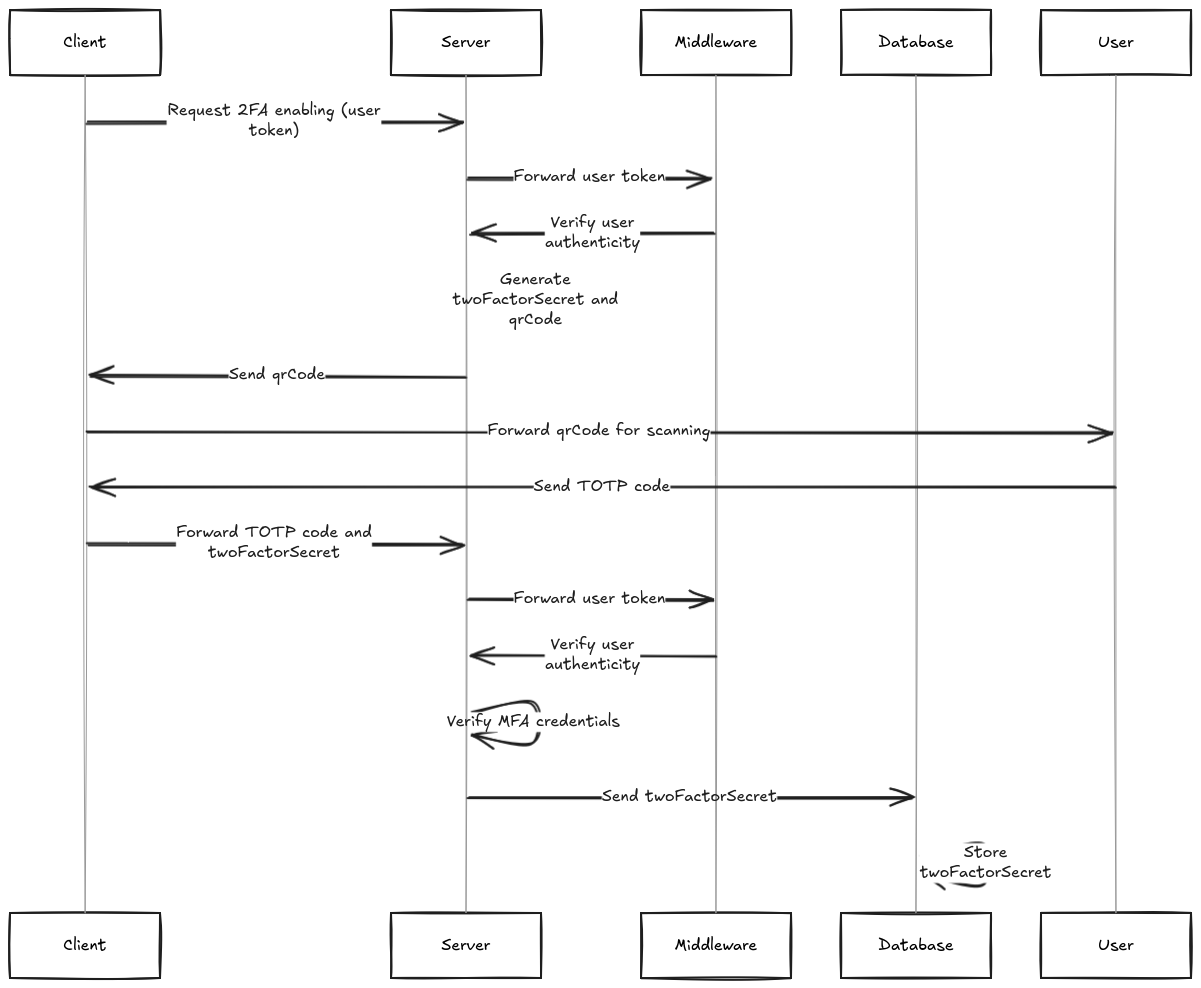 Client
Server
Middleware
Database
User
Request 2FA enabling (user
token)
Forward user token
Verify user
authenticity
Generate
twoFactorSecret and
qrCode
Send qrCode
Forward qrCode for scanning
Send TOTP code
Forward TOTP code and
twoFactorSecret
Forward user token
Verify user
authenticity
Verify MFA credentials
Send twoFactorSecret
Store
twoFactorSecret
Client
Server
Middleware
Database
User